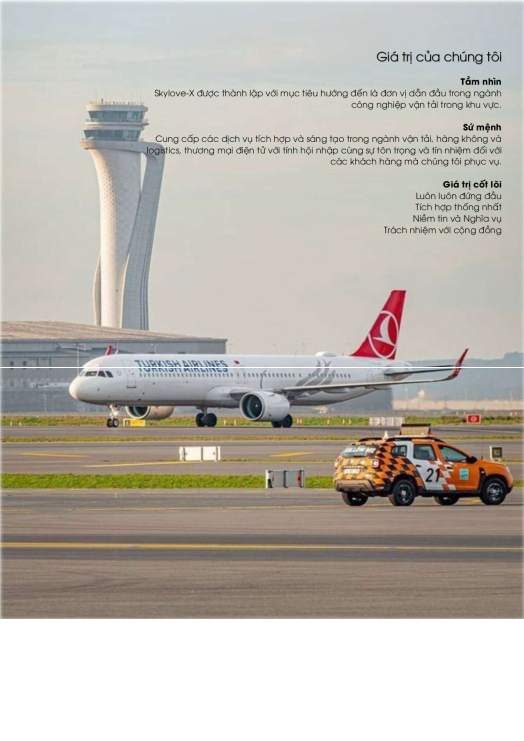 Giá trị của chúng tôi
Tầm nhìn
Skylove-X được thành lập với mục tiêu hướng đến là đơn vị dẫn đầu trong ngành
công nghiệp vận tải trong khu vực.
Sứ mệnh
Cung cấp các dịch vụ tích hợp và sáng tạo trong ngành vận tải, hàng không và
logistics, thương mại điện tử với tính hội nhập cùng sự tôn trọng và tín nhiệm đối với
các khách hàng mà chúng tôi phục vụ.
Giá trị cốt lõi
Luôn luôn đứng đầu
Tích hợp thống nhất
Niềm tin và Nghĩa vụ
Trách nhiệm với cộng đồng
TURKISH AIRLINES
FOLLOW ME
21